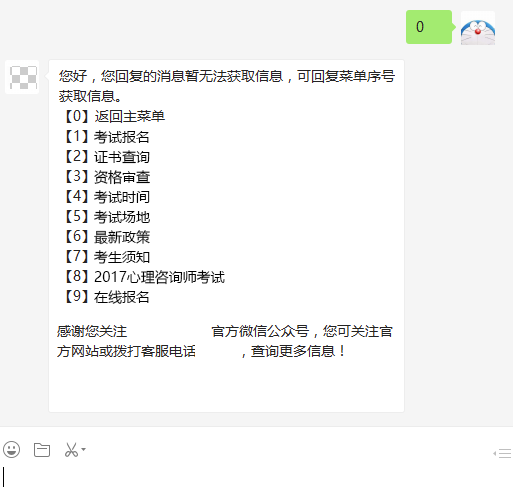 0
您好，您回复的消息暂无法获取信息，可回复菜单序号
获取信息。
【0】返回主菜单
【1】考试报名
【2】证书查询
【3】资格审查
【4】考试时间
【5】考试场地
【6】最新政策
【7】考生须知
【8】2017心理咨询师考试
【9】在线报名
感谢您关注 官方微信公众号，您可关注官
方网站或拨打客服电话 ，查询更多信息！